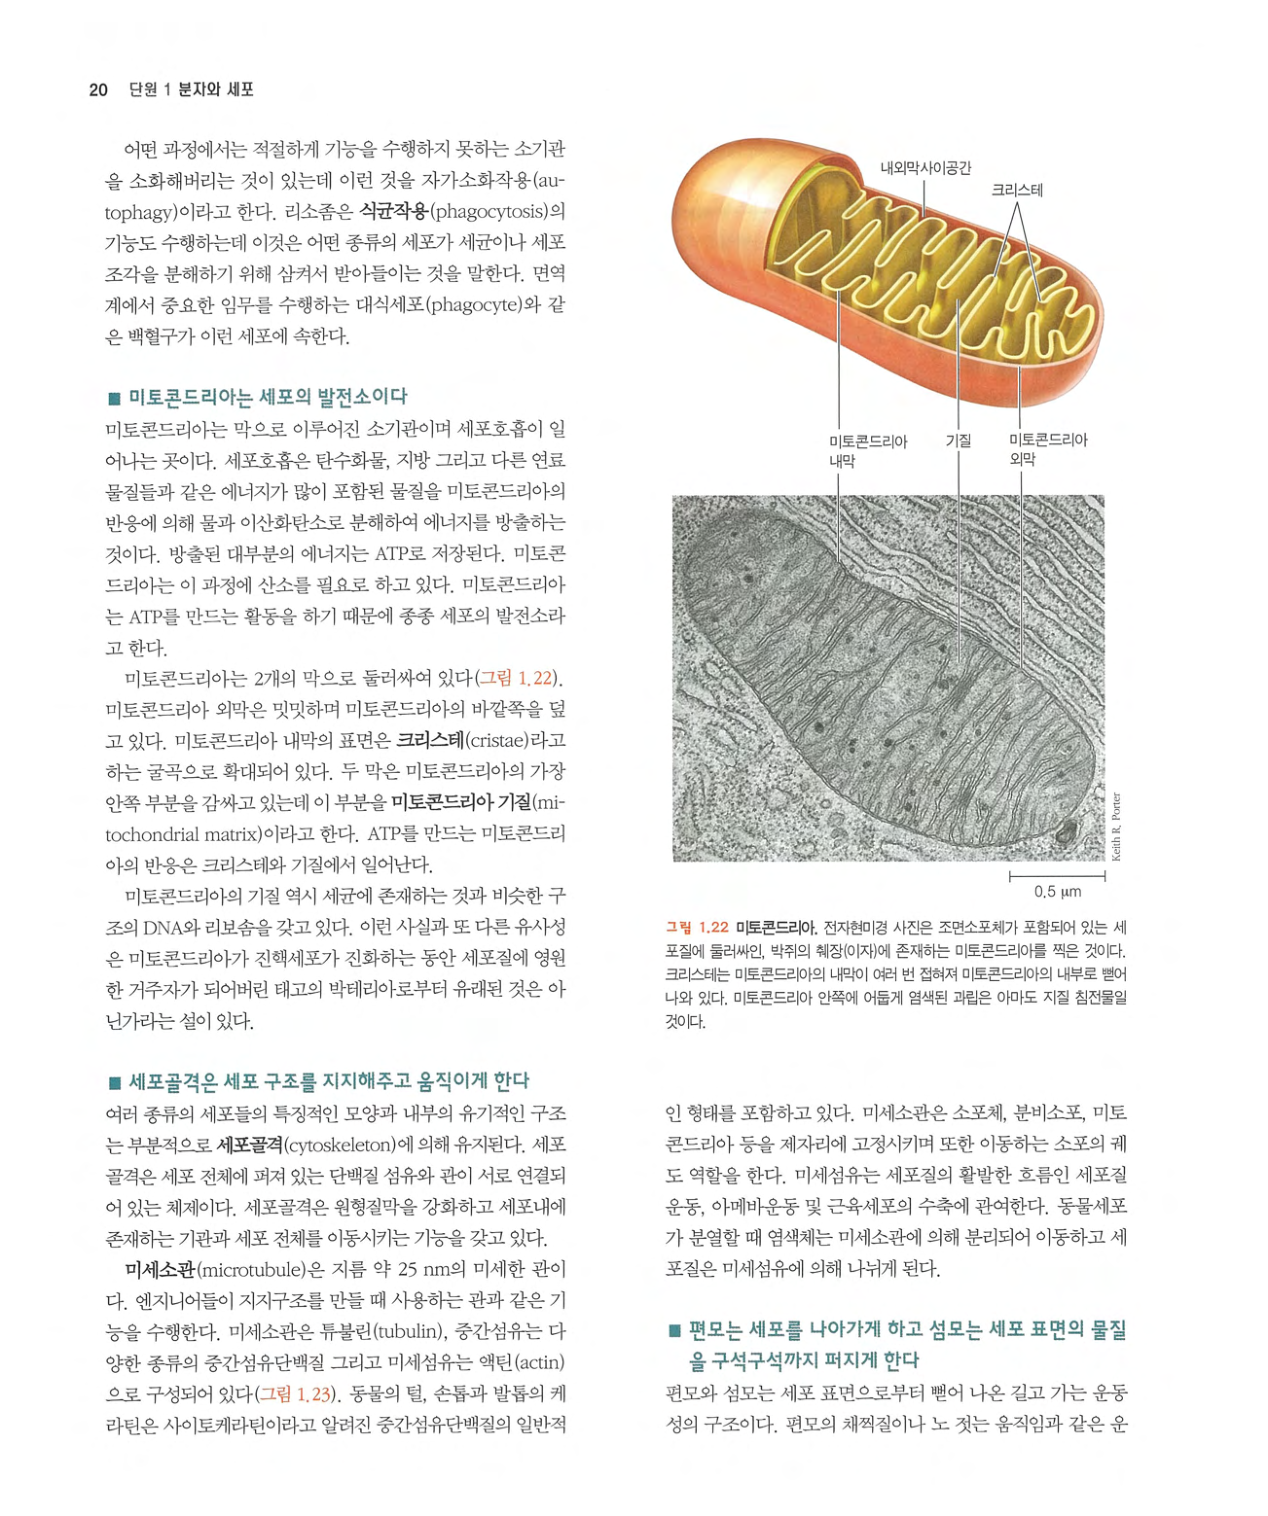 20 단원 1 분자와 세포
어떤 과정에서는 적절하게 기능을 수행하지 못하는 소기관
을 소화해버리는 것이 있는데 이런 것을 자가소화작용(au-
tophagy)이라고 한다. 리소좀은 식균작용(phagocytosis)의
기능도 수행하는데 이것은 어떤 종류의 세포가 세균이나 세포
조각을 분해하기 위해 삼켜서 받아들이는 것을 말한다. 면역
계에서 중요한 임무를 수행하는 대식세포(phagocyte)와 같
은 백혈구가 이런 세포에 속한다.
■ 미토콘드리아는 세포의 발전소이다
미토콘드리아는 막으로 이루어진 소기관이며 세포호흡이 일
어나는 곳이다. 세포호흡은 탄수화물, 지방 그리고 다른 연료
물질들과 같은 에너지가 많이 포함된 물질을 미토콘드리아의
반응에 의해 물과 이산화탄소로 분해하여 에너지를 방출하는
것이다. 방출된 대부분의 에너지는 ATP로 저장된다. 미토콘
드리아는 이 과정에 산소를 필요로 하고 있다. 미토콘드리아
는 ATP를 만드는 활동을 하기 때문에 종종 세포의 발전소라
고 한다.
미토콘드리아는 2개의 막으로 둘러싸여 있다(그림 1.22).
미토콘드리아 외막은 밋밋하며 미토콘드리아의 바깥쪽을 덮
고 있다. 미토콘드리아 내막의 표면은 크리스테(cristae)라고
하는 굴곡으로 확대되어 있다. 두 막은 미토콘드리아의 가장
안쪽 부분을 감싸고 있는데 이 부분을 미토콘드리아 기질(mi-
tochondrial matrix)이라고 한다. ATP를 만드는 미토콘드리
아의 반응은 크리스테와 기질에서 일어난다.
미토콘드리아의 기질 역시 세균에 존재하는 것과 비슷한 구
조의 DNA와 리보솜을 갖고 있다. 이런 사실과 또 다른 유사성
은 미토콘드리아가 진핵세포가 진화하는 동안 세포질에 영원
한 거주자가 되어버린 태고의 박테리아로부터 유래된 것은 아
닌가라는 설이 있다.
■ 세포골격은 세포 구조를 지지해주고 움직이게 한다
여러 종류의 세포들의 특징적인 모양과 내부의 유기적인 구조
는 부분적으로 세포골격(cytoskeleton)에 의해 유지된다. 세포
골격은 세포 전체에 퍼져 있는 단백질 섬유와 관이 서로 연결되
어 있는 체제이다. 세포골격은 원형질막을 강화하고 세포내에
존재하는 기관과 세포 전체를 이동시키는 기능을 갖고 있다.
미세소관(microtubule)은 지름 약 25 nm의 미세한 관이
다. 엔지니어들이 지지구조를 만들 때 사용하는 관과 같은 기
능을 수행한다. 미세소관은 튜불린(tubulin), 중간섬유는 다
양한 종류의 중간섬유단백질 그리고 미세섬유는 액틴(actin)
으로 구성되어 있다(그림 1.23). 동물의 털, 손톱과 발톱의 케
라틴은 사이토케라틴이라고 알려진 중간섬유단백질의 일반적
내외막사이공간
크리스테
미토콘드리아
내막
기질
미토콘드리아
외막
Keith R. Porter
0.5 μm
그림 1.22 미토콘드리아. 전자현미경 사진은 조면소포체가 포함되어 있는 세
포질에 둘러싸인, 박쥐의 췌장(이자)에 존재하는 미토콘드리아를 찍은 것이다.
크리스테는 미토콘드리아의 내막이 여러 번 접혀져 미토콘드리아의 내부로 뻗어
나와 있다. 미토콘드리아 안쪽에 어둡게 염색된 과립은 아마도 지질 침전물일
것이다.
인 형태를 포함하고 있다. 미세소관은 소포체, 분비소포, 미토
콘드리아 등을 제자리에 고정시키며 또한 이동하는 소포의 궤
도 역할을 한다. 미세섬유는 세포질의 활발한 흐름인 세포질
운동, 아메바운동 및 근육세포의 수축에 관여한다. 동물세포
가 분열할 때 염색체는 미세소관에 의해 분리되어 이동하고 세
포질은 미세섬유에 의해 나뉘게 된다.
■ 편모는 세포를 나아가게 하고 섬모는 세포 표면의 물질
을 구석구석까지 퍼지게 한다
편모와 섬모는 세포 표면으로부터 뻗어 나온 길고 가는 운동
성의 구조이다. 편모의 채찍질이나 노 젓는 움직임과 같은 운